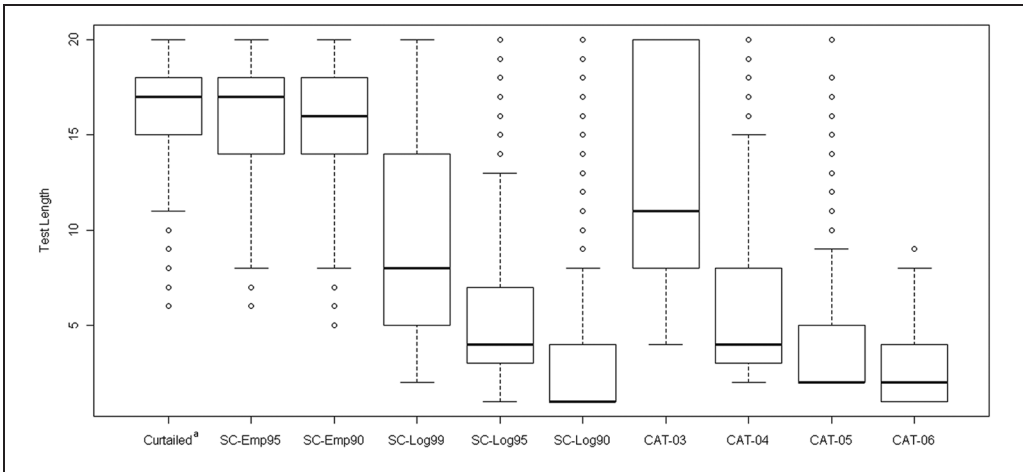 20
15
10
5
Test Length
Curtailedᵃ SC-Emp95 SC-Emp90 SC-Log99 SC-Log95 SC-Log90 CAT-03 CAT-04 CAT-05 CAT-06